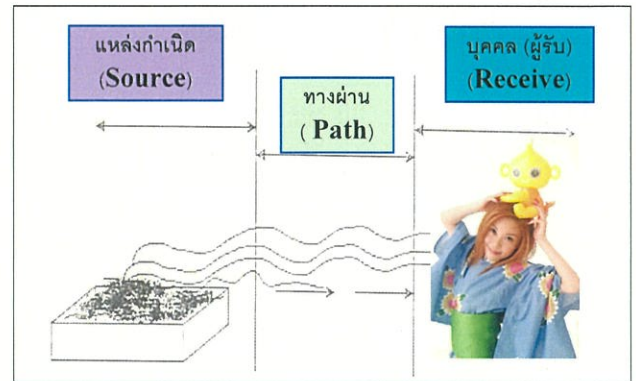 แหล่งกำเนิด
(Source)
ทางผ่าน
( Path)
บุคคล (ผู้รับ)
(Receive)